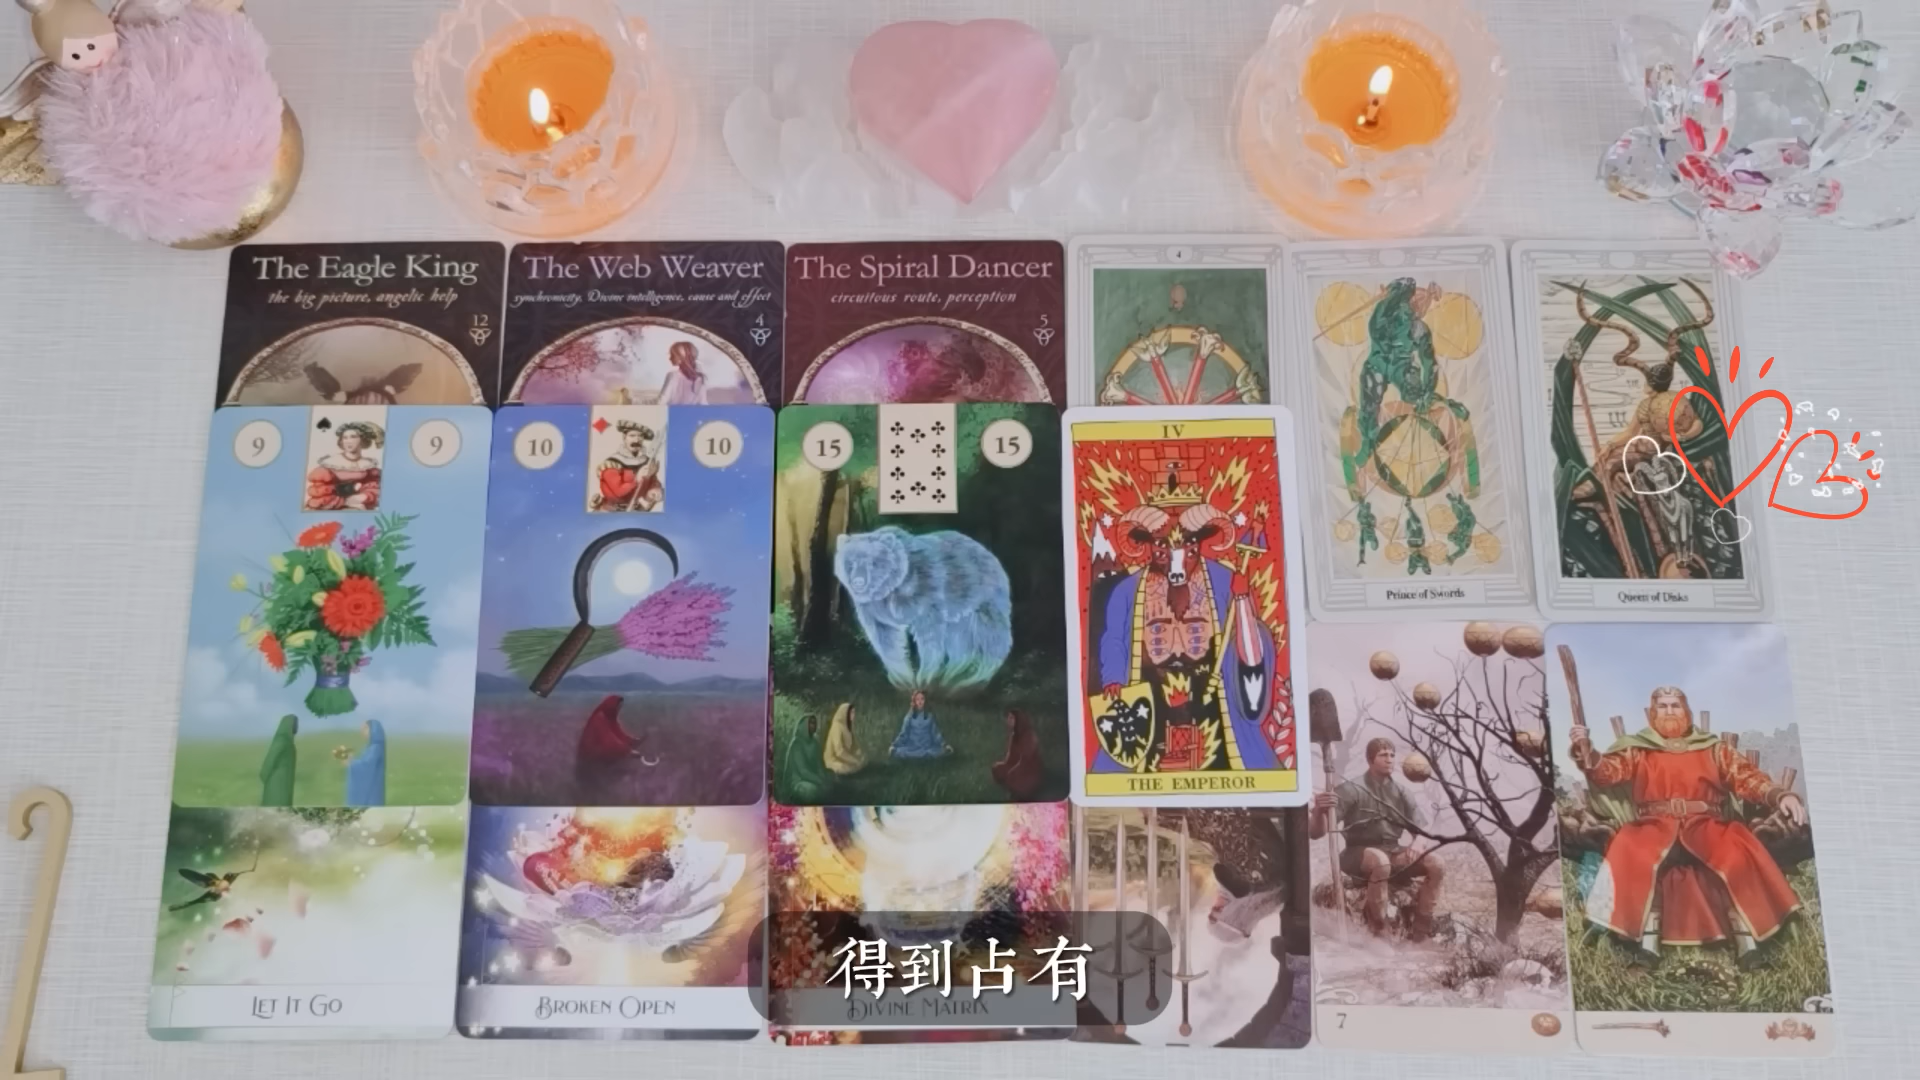 The Eagle King
the big picture, angelic help
12
The Web Weaver
synchronicity, Divine intelligence, cause and effect
4
The Spiral Dancer
circuitous route, perception
5
4
Prince of Swords
Queen of Disks
9
9
10
10
15
15
IV
THE EMPEROR
LET IT GO
BROKEN OPEN
DIVINE MATRIX
7
得到占有